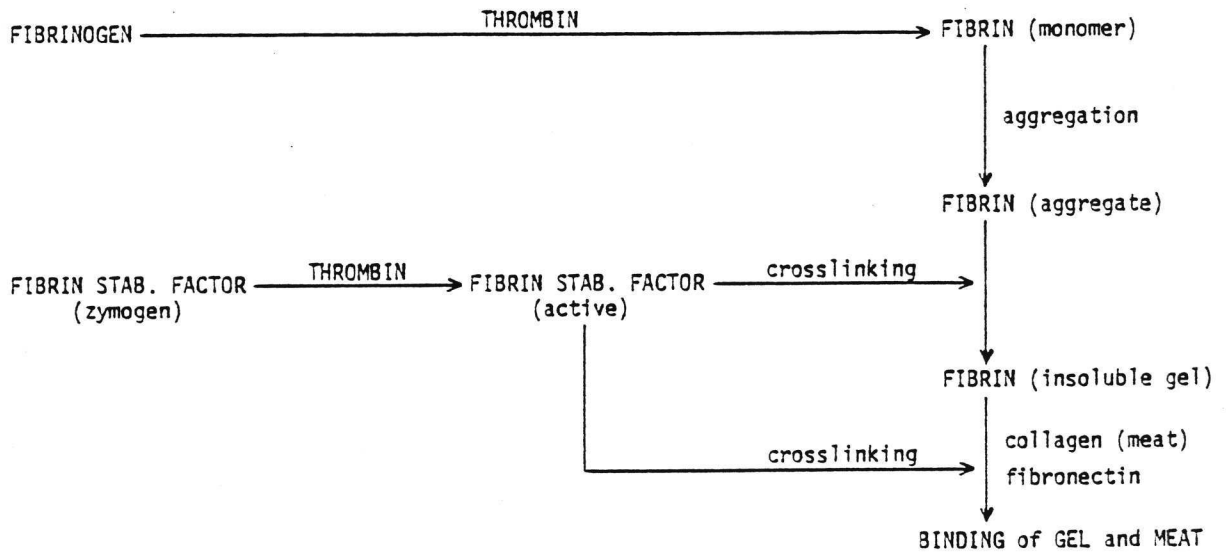 THROMBIN
FIBRINOGEN
FIBRIN (monomer)
aggregation
FIBRIN (aggregate)
THROMBIN
crosslinking
FIBRIN STAB. FACTOR
(zymogen)
FIBRIN STAB. FACTOR
(active)
FIBRIN (insoluble gel)
collagen (meat)
crosslinking
fibronectin
BINDING of GEL and MEAT